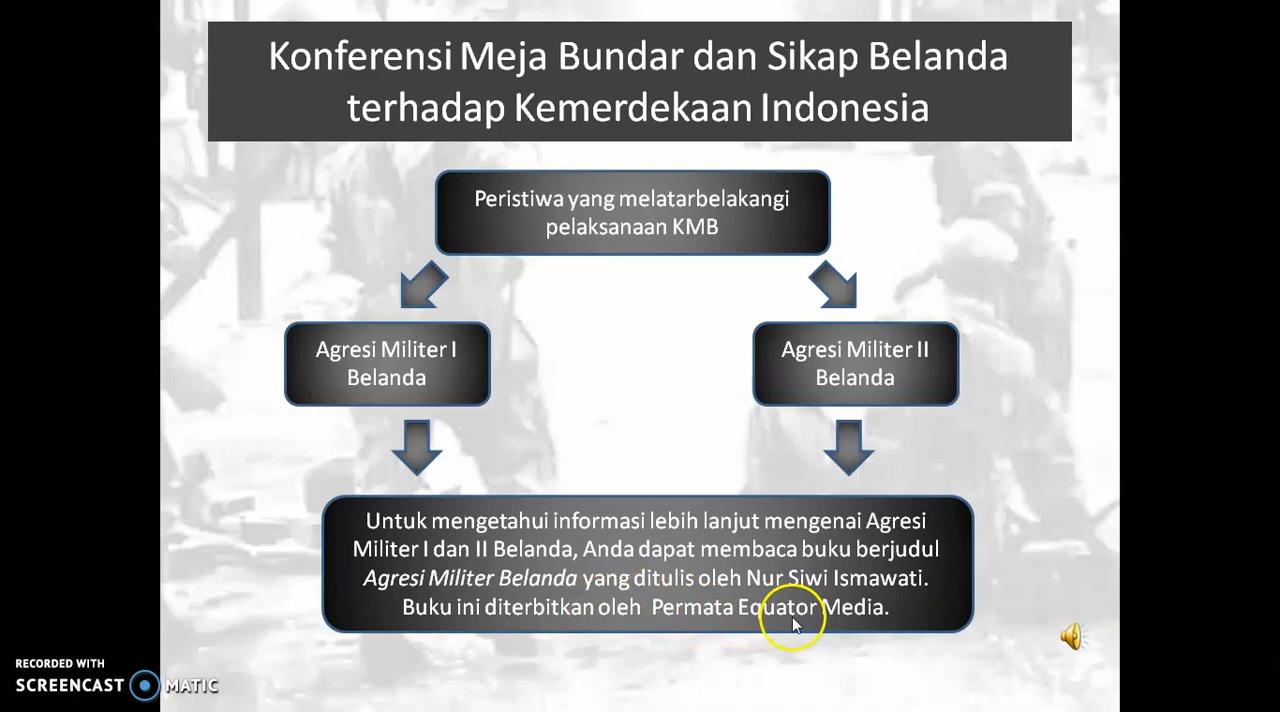 Konferensi Meja Bundar dan Sikap Belanda
terhadap Kemerdekaan Indonesia
Peristiwa yang melatarbelakangi
pelaksanaan KMB
Agresi Militer I
Belanda
Agresi Militer II
Belanda
Untuk mengetahui informasi lebih lanjut mengenai Agresi
Militer I dan II Belanda, Anda dapat membaca buku berjudul
Agresi Militer Belanda yang ditulis oleh Nur Siwi Ismawati.
Buku ini diterbitkan oleh Permata Equator Media.
RECORDED WITH
SCREENCAST MATIC